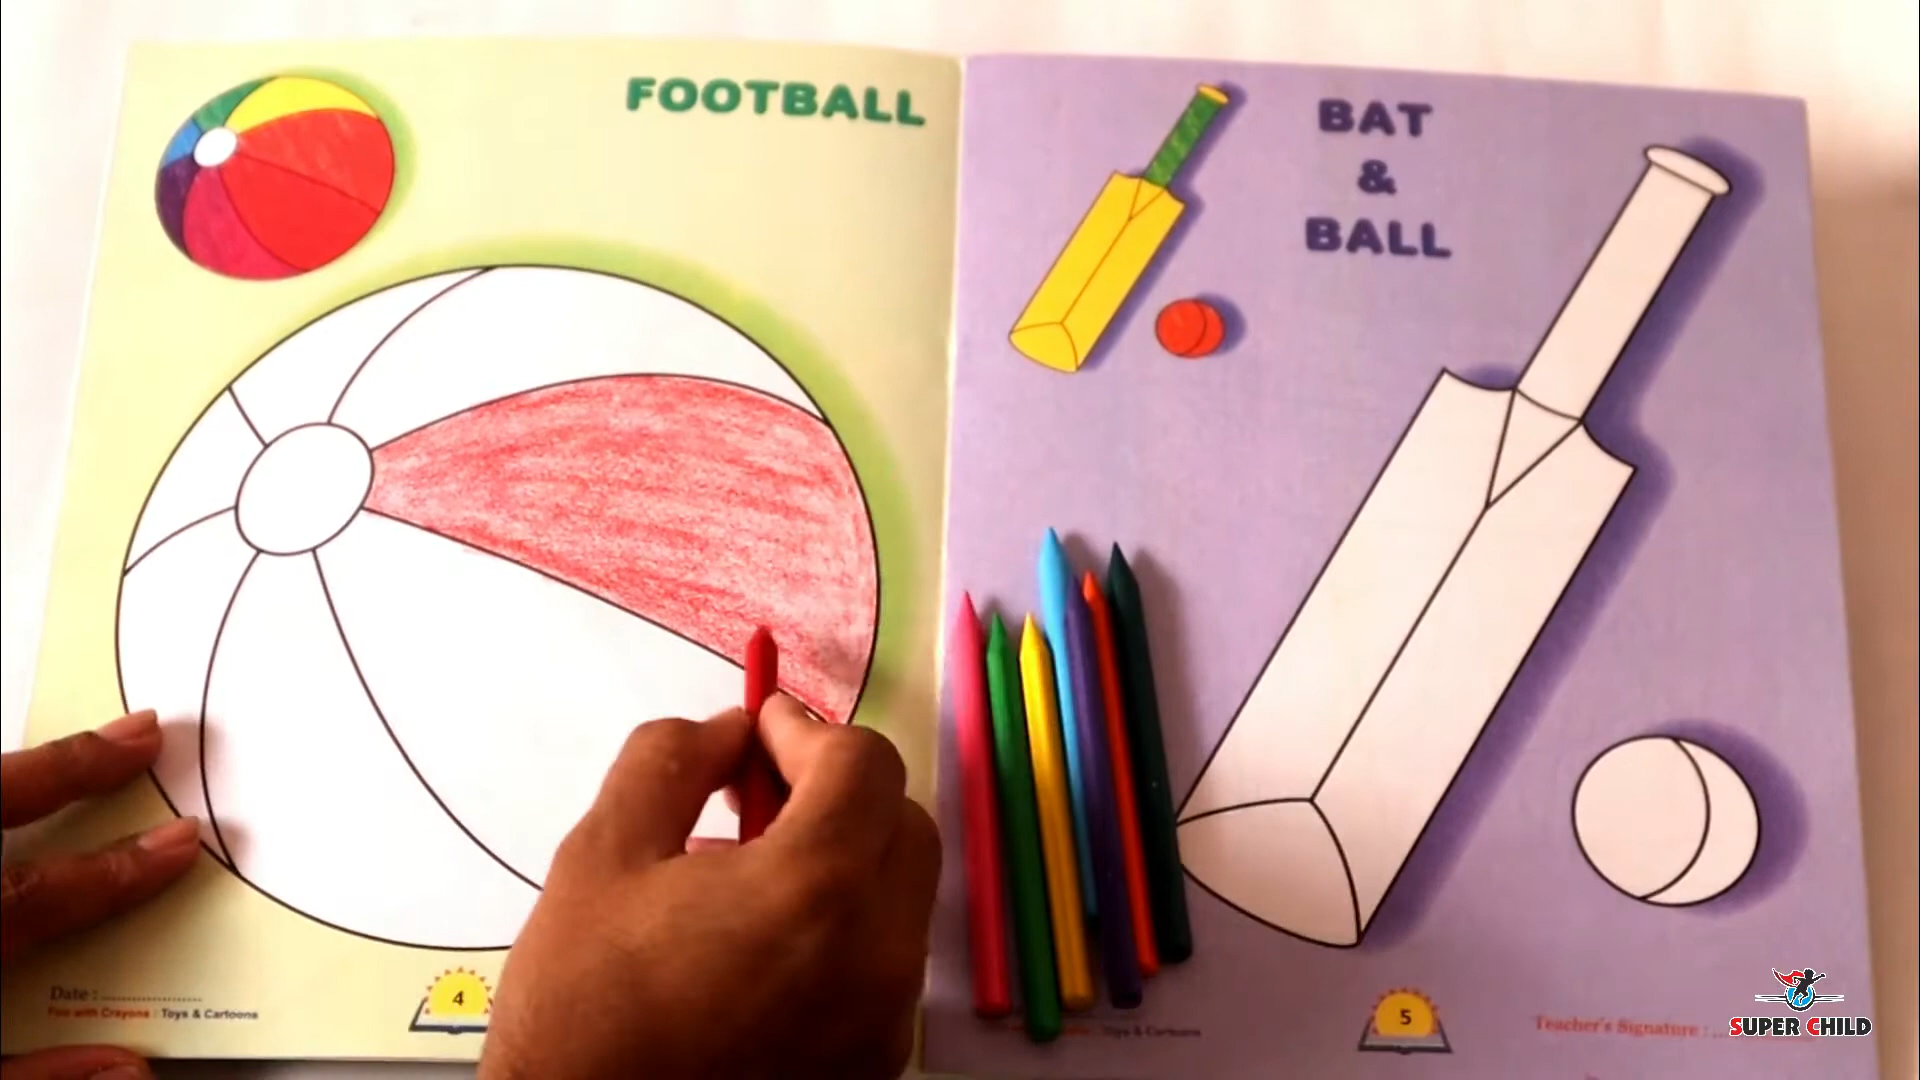 FOOTBALL
Date : ....................
Fun with Crayons : Toys & Cartoons
4
BAT
&
BALL
Toys & Cartoons
5
Teacher's Signature :
SUPER CHILD